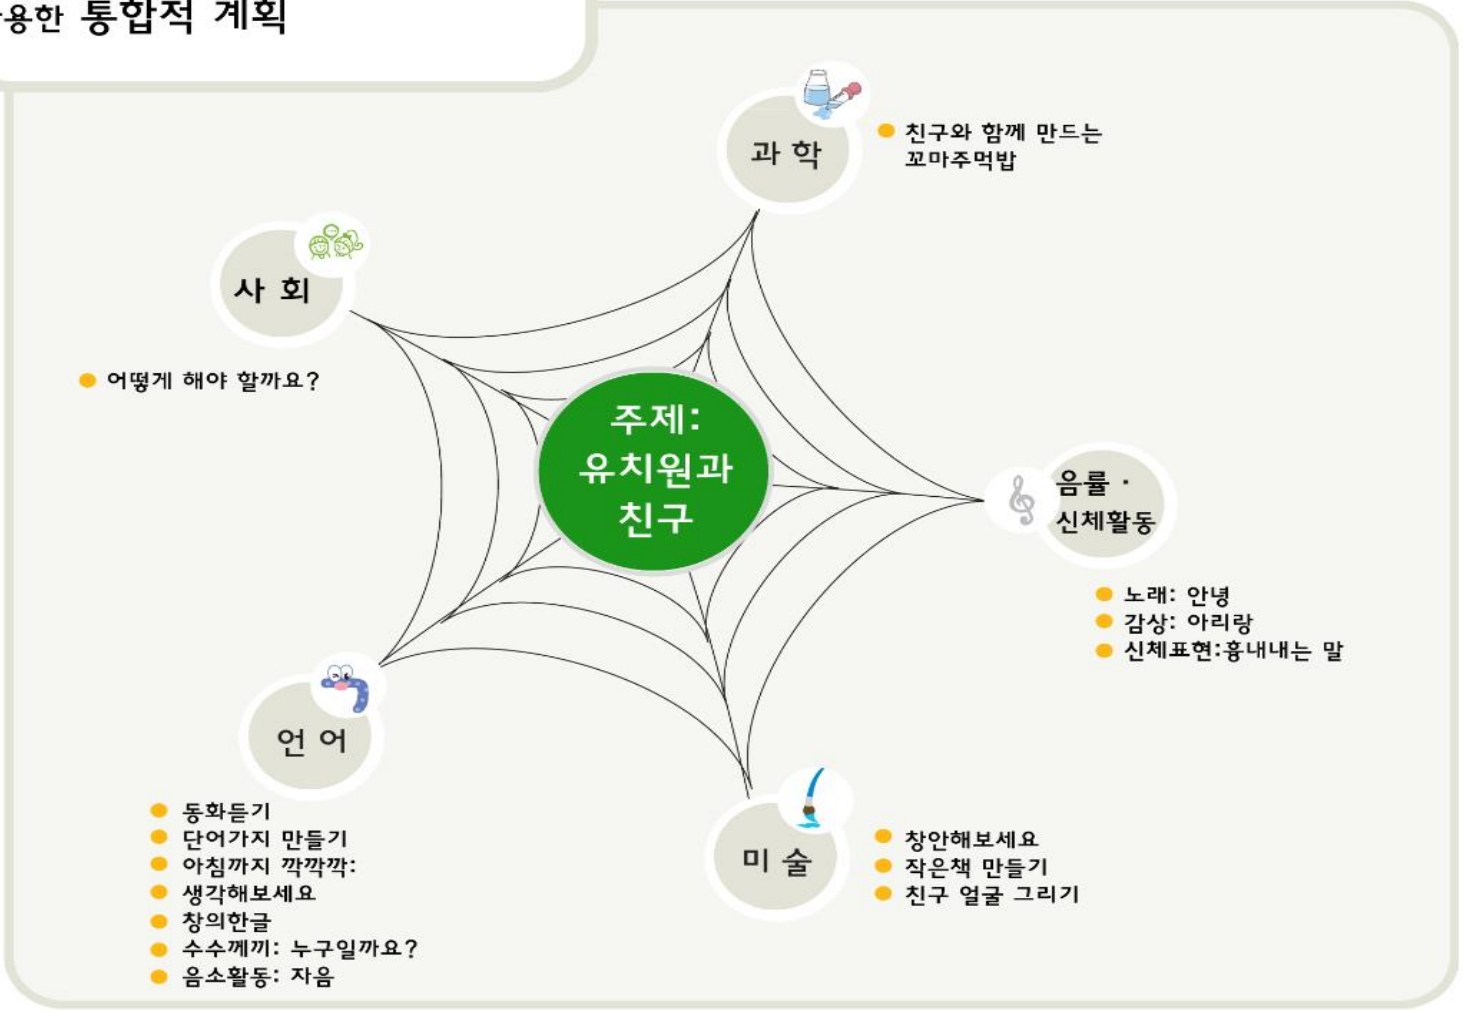 용한 통합적 계획
과 학
친구와 함께 만드는
꼬마주먹밥
사 회
어떻게 해야 할까요?
주제:
유치원과
친구
음률 ·
신체활동
노래: 안녕
감상: 아리랑
신체표현:흉내내는 말
언 어
동화듣기
단어가지 만들기
아침까지 깍깍깍:
생각해보세요
창의한글
수수께끼: 누구일까요?
음소활동: 자음
미 술
창안해보세요
작은책 만들기
친구 얼굴 그리기